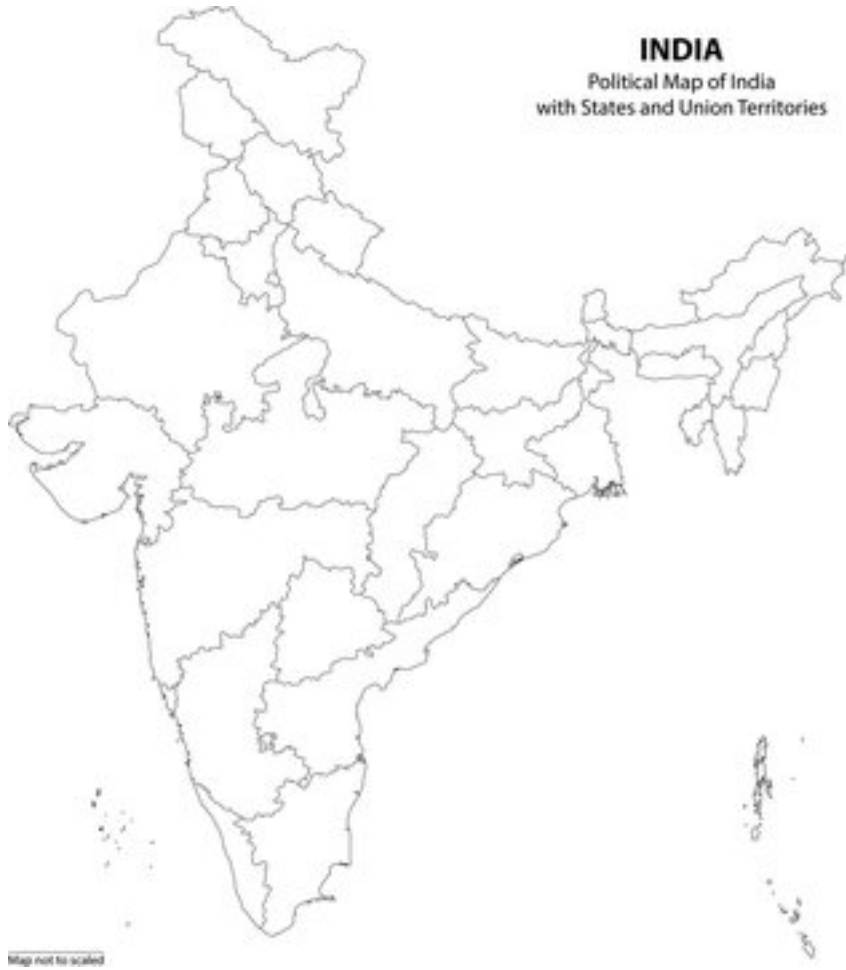 INDIA
Political Map of India
with States and Union Territories
Map not to scaled